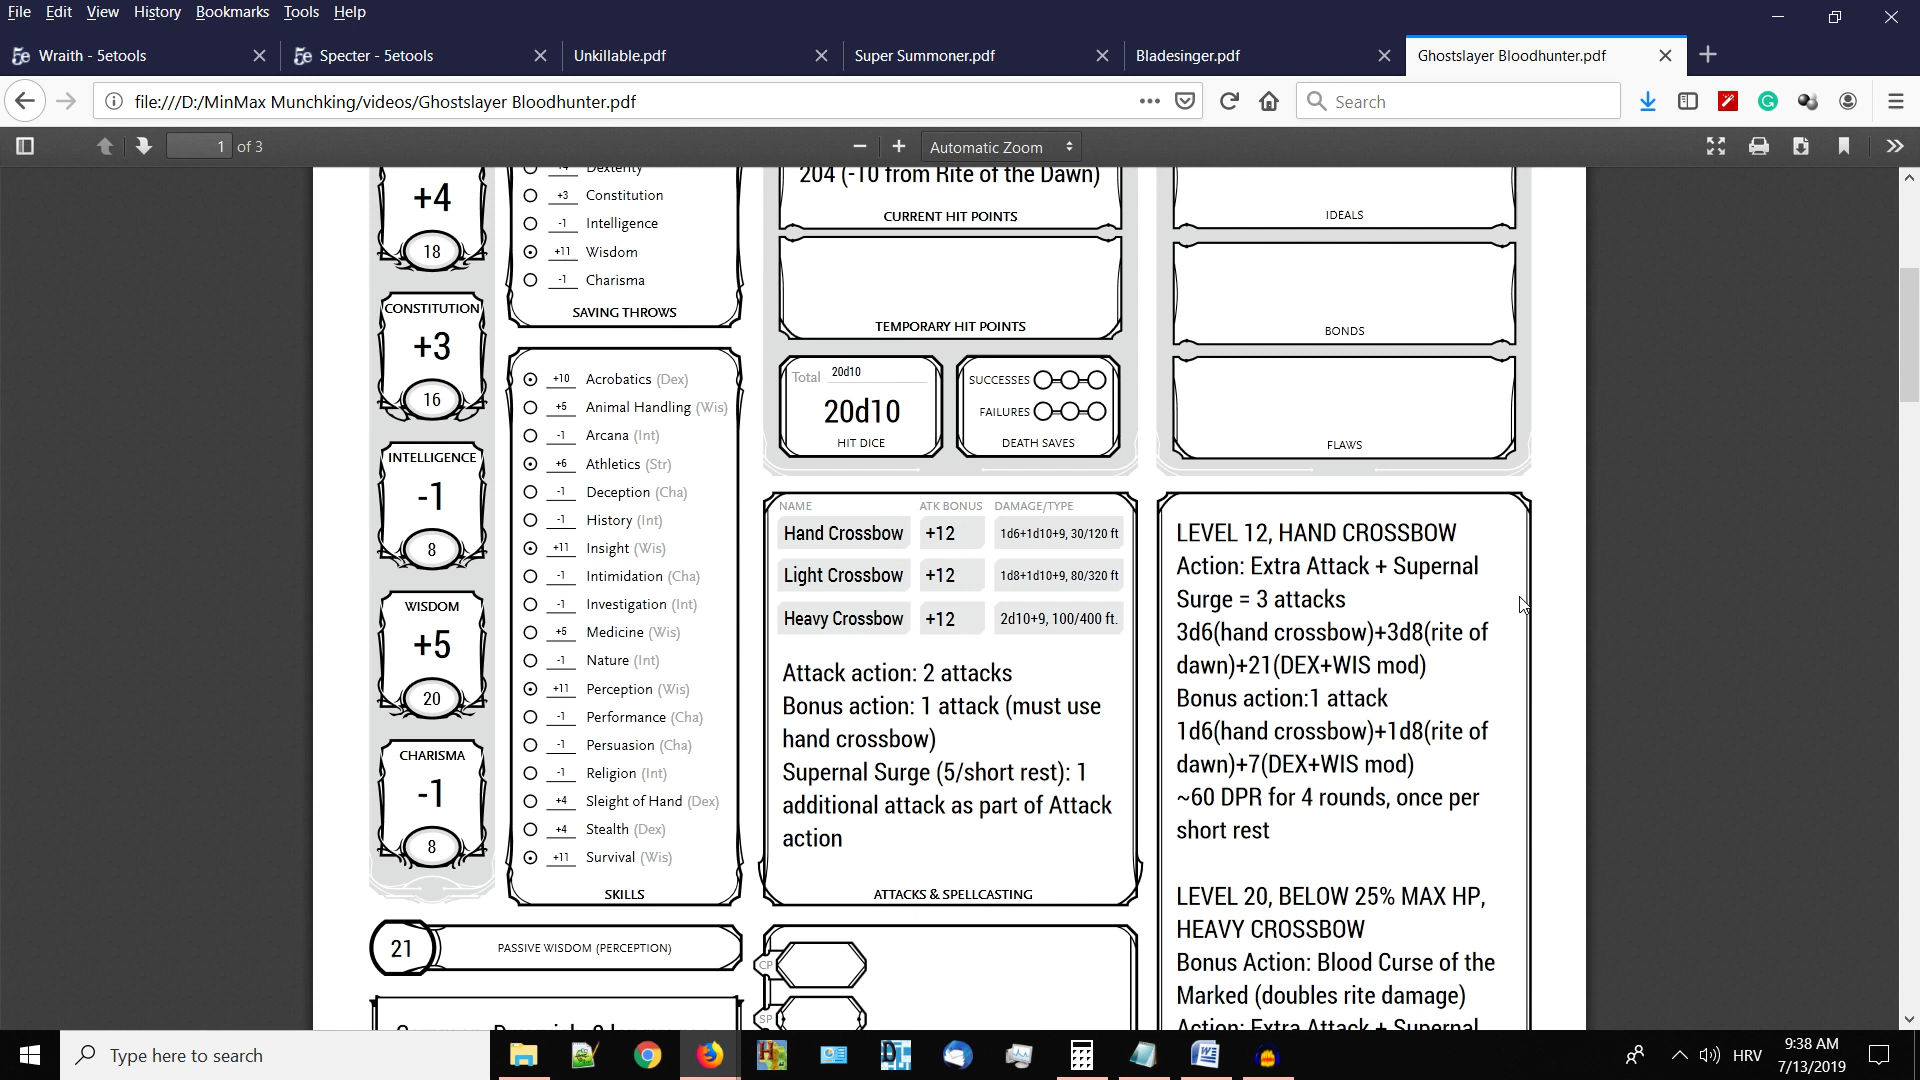 File Edit View History Bookmarks Tools Help
Wraith - 5etools
Specter - 5etools
Unkillable.pdf
Super Summoner.pdf
Bladesinger.pdf
Ghostslayer Bloodhunter.pdf
file:///D:/MinMax Munchking/videos/Ghostslayer Bloodhunter.pdf
Search
1 of 3
Automatic Zoom
+4
18
CONSTITUTION
+3
16
INTELLIGENCE
-1
8
WISDOM
+5
20
CHARISMA
-1
8
+4 Dexterity
+3 Constitution
-1 Intelligence
+11 Wisdom
-1 Charisma
SAVING THROWS
+10 Acrobatics (Dex)
+5 Animal Handling (Wis)
-1 Arcana (Int)
+6 Athletics (Str)
-1 Deception (Cha)
-1 History (Int)
+11 Insight (Wis)
-1 Intimidation (Cha)
-1 Investigation (Int)
+5 Medicine (Wis)
-1 Nature (Int)
+11 Perception (Wis)
-1 Performance (Cha)
-1 Persuasion (Cha)
-1 Religion (Int)
+4 Sleight of Hand (Dex)
+4 Stealth (Dex)
+11 Survival (Wis)
SKILLS
21 PASSIVE WISDOM (PERCEPTION)
204 (-10 from Rite of the Dawn)
CURRENT HIT POINTS
TEMPORARY HIT POINTS
Total 20d10
20d10
HIT DICE
SUCCESSES
FAILURES
DEATH SAVES
NAME ATK BONUS DAMAGE/TYPE
Hand Crossbow +12 1d6+1d10+9, 30/120 ft
Light Crossbow +12 1d8+1d10+9, 80/320 ft
Heavy Crossbow +12 2d10+9, 100/400 ft.
Attack action: 2 attacks
Bonus action: 1 attack (must use
hand crossbow)
Supernal Surge (5/short rest): 1
additional attack as part of Attack
action
ATTACKS & SPELLCASTING
CP
SP
IDEALS
BONDS
FLAWS
LEVEL 12, HAND CROSSBOW
Action: Extra Attack + Supernal
Surge = 3 attacks
3d6(hand crossbow)+3d8(rite of
dawn)+21(DEX+WIS mod)
Bonus action:1 attack
1d6(hand crossbow)+1d8(rite of
dawn)+7(DEX+WIS mod)
~60 DPR for 4 rounds, once per
short rest
LEVEL 20, BELOW 25% MAX HP,
HEAVY CROSSBOW
Bonus Action: Blood Curse of the
Marked (doubles rite damage)
Action: Extra Attack + Supernal
Type here to search
HRV
9:38 AM
7/13/2019